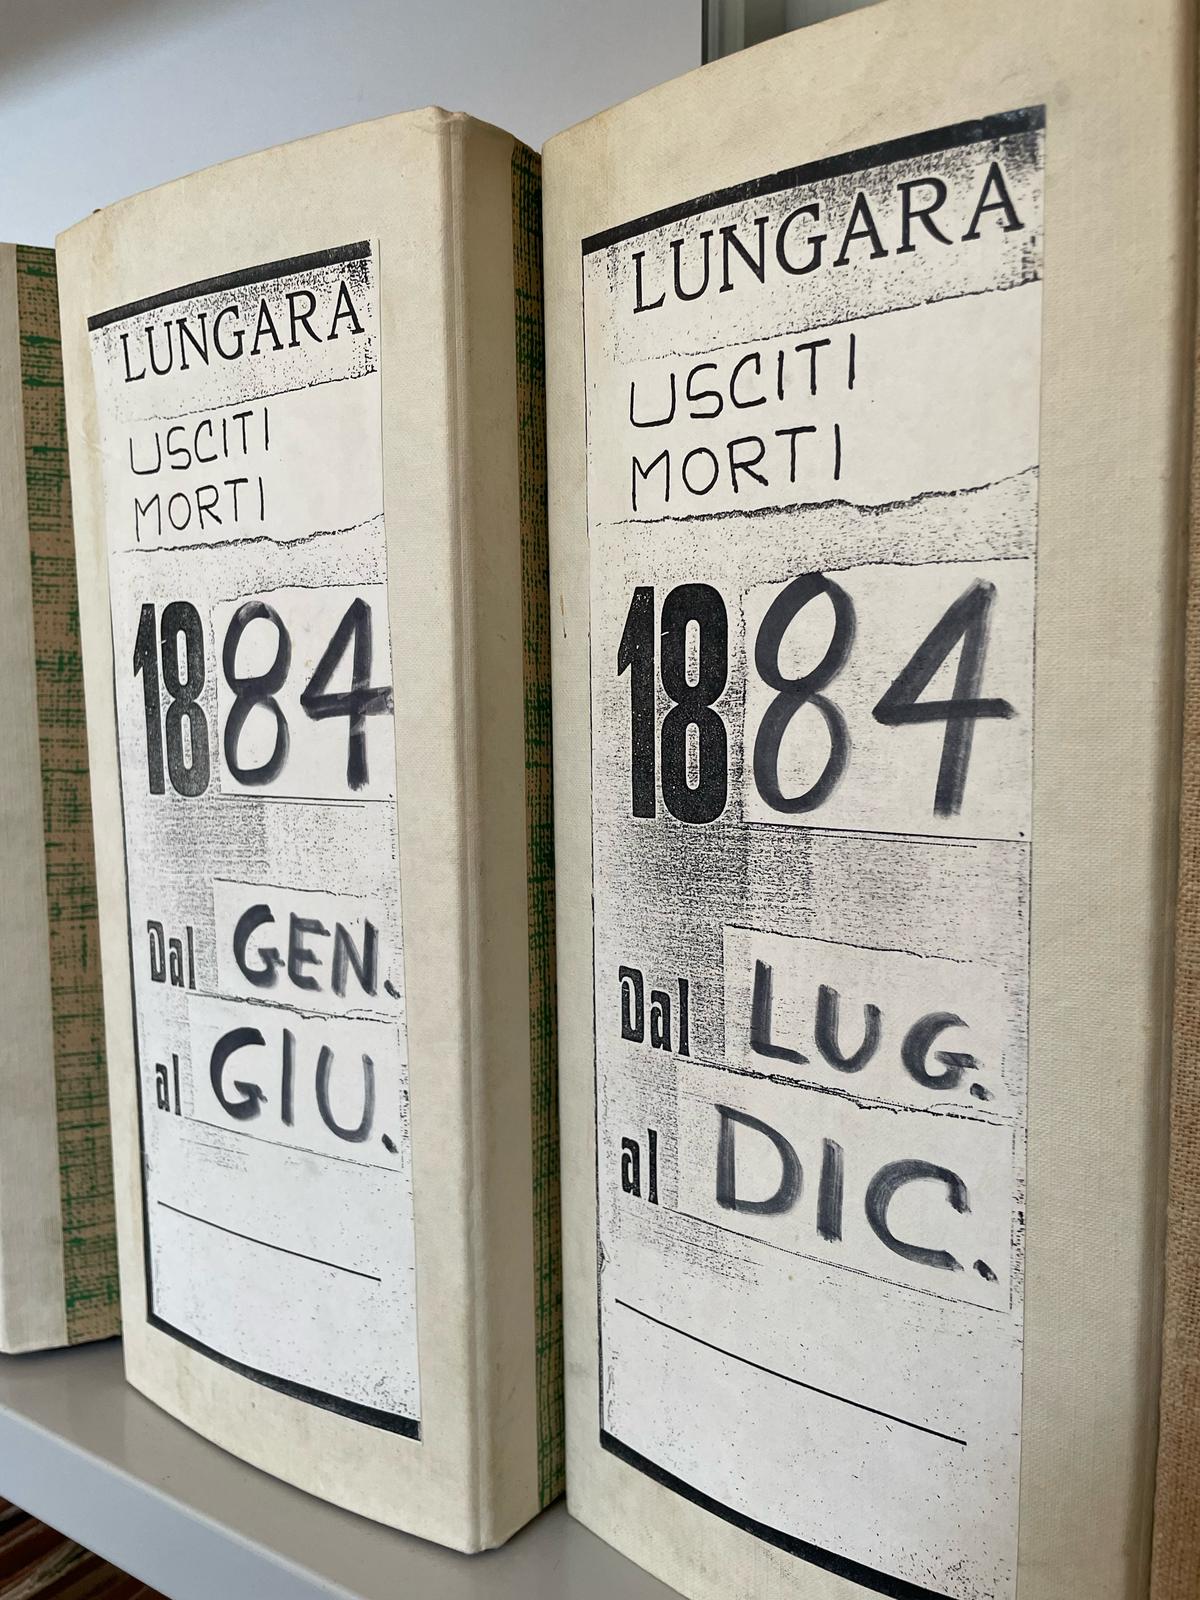 LUNGARA
USCITI
MORTI
1884
Dal GEN.
al GIU.
LUNGARA
USCITI
MORTI
1884
Dal LUG.
al DIC.